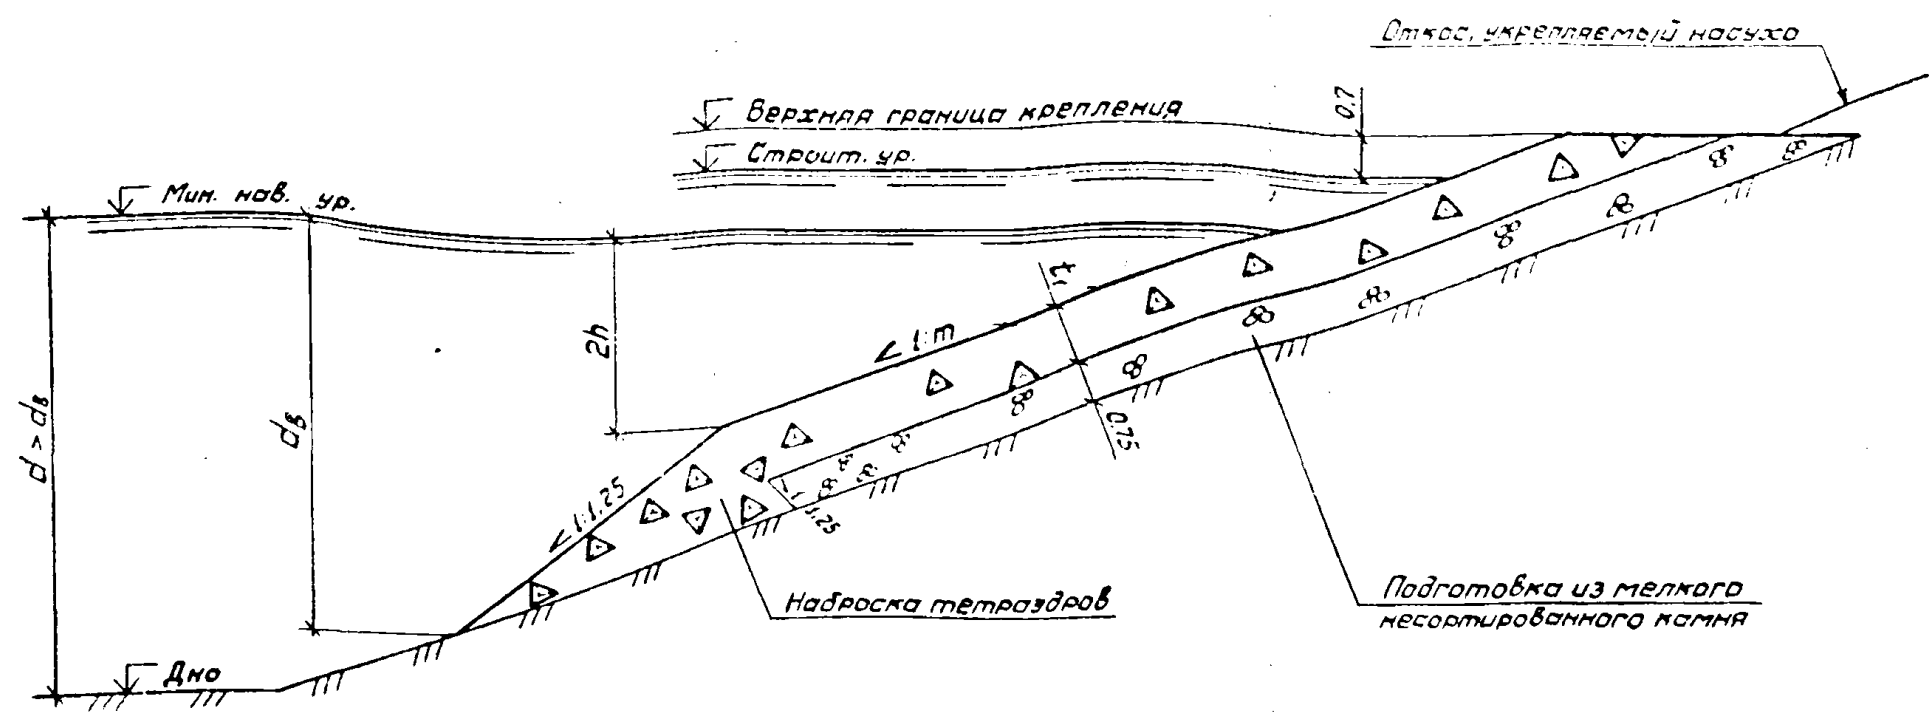 Откос, укрепляемый насухо
0.7
Верхняя граница крепления
Строит. ур.
Мин. нав. ур.
t
2h
1:m
d > dв
dв
0.75
1:1.25
1:1.25
Наброска тетраэдров
Подготовка из мелкого
несортированного камня
Дно